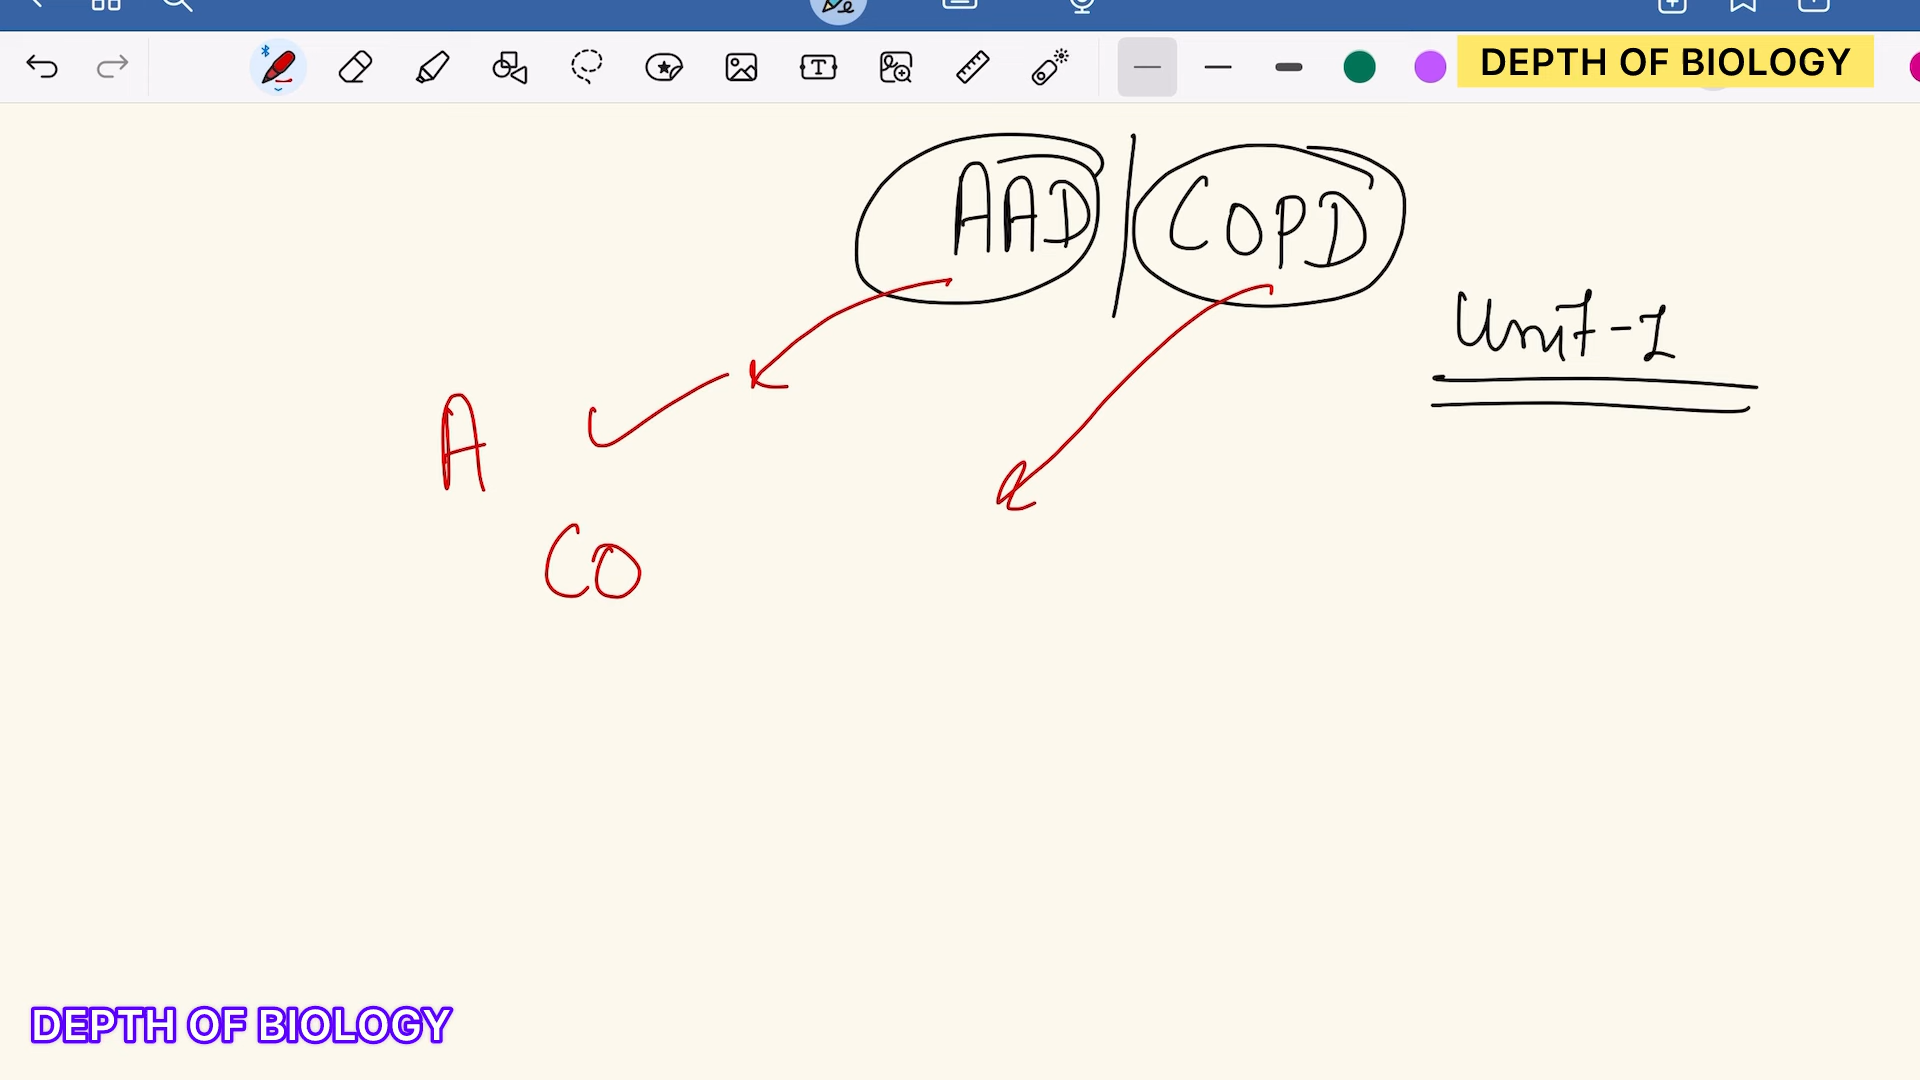 DEPTH OF BIOLOGY
AAD | COPD
Unit-1
A
CO
DEPTH OF BIOLOGY